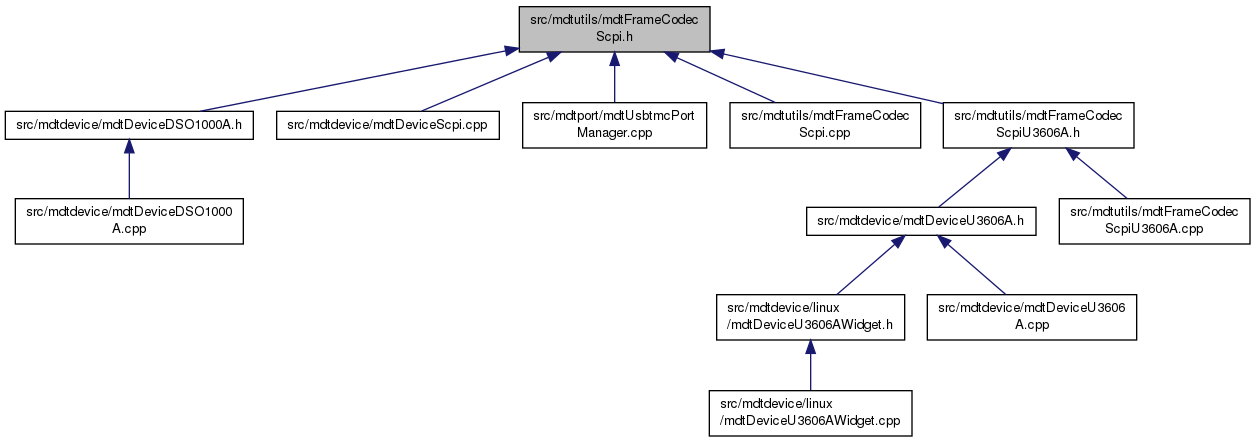 src/mdtutils/mdtFrameCodec
Scpi.h
src/mdtdevice/mdtDeviceDSO1000A.h
src/mdtdevice/mdtDeviceScpi.cpp
src/mdtport/mdtUsbtmcPort
Manager.cpp
src/mdtutils/mdtFrameCodec
Scpi.cpp
src/mdtutils/mdtFrameCodec
ScpiU3606A.h
src/mdtdevice/mdtDeviceDSO1000
A.cpp
src/mdtdevice/mdtDeviceU3606A.h
src/mdtutils/mdtFrameCodec
ScpiU3606A.cpp
src/mdtdevice/linux
/mdtDeviceU3606AWidget.h
src/mdtdevice/mdtDeviceU3606
A.cpp
src/mdtdevice/linux
/mdtDeviceU3606AWidget.cpp